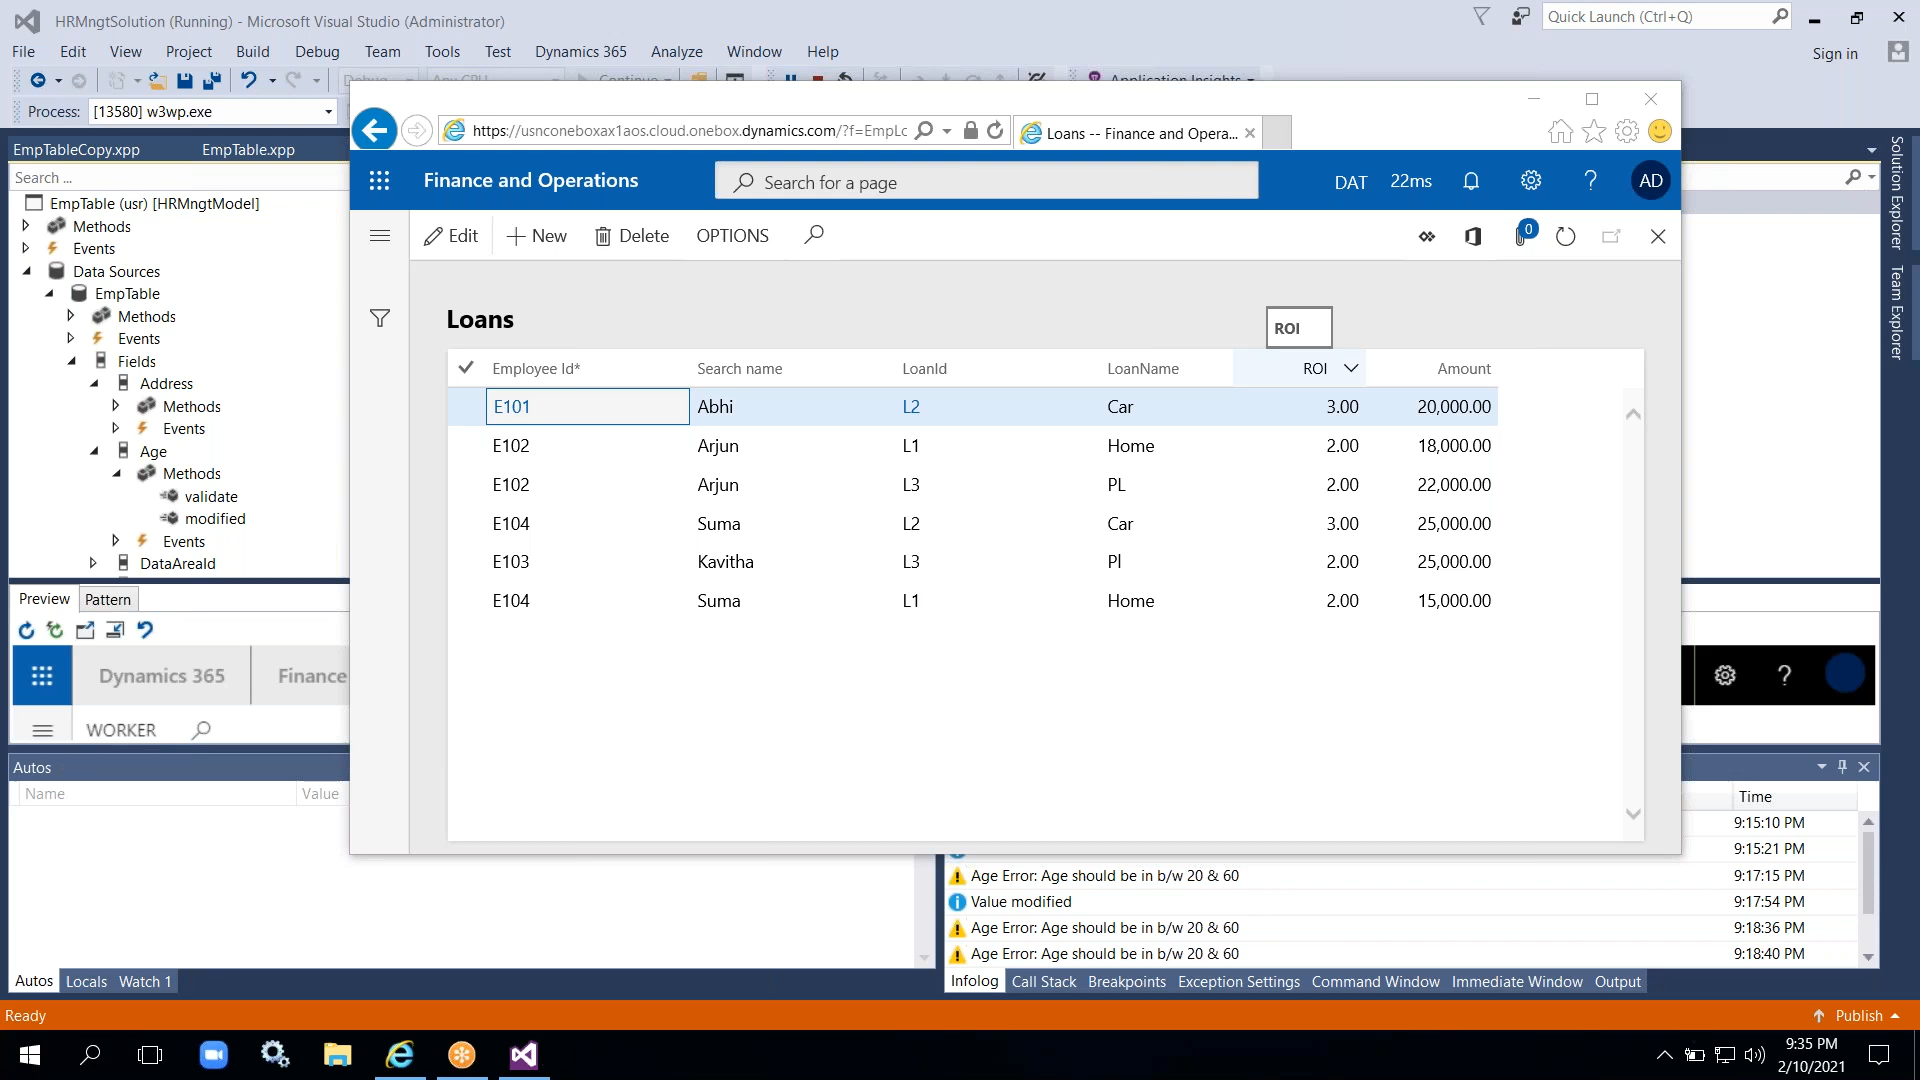 HRMngtSolution (Running) - Microsoft Visual Studio (Administrator)
Quick Launch (Ctrl+Q)
File Edit View Project Build Debug Team Tools Test Dynamics 365 Analyze Window Help
Sign in
Debug Any CPU Continue Application Insights
Process: [13580] w3wp.exe
https://usnconeboxax1aos.cloud.onebox.dynamics.com/?f=EmpLc
Loans -- Finance and Opera...
EmpTableCopy.xpp EmpTable.xpp
Search ...
Finance and Operations
Search for a page
DAT 22ms ? AD
EmpTable (usr) [HRMngtModel]
Methods
Events
Data Sources
EmpTable
Methods
Events
Fields
Address
Methods
Events
Age
Methods
validate
modified
Events
DataAreaId
Edit New Delete OPTIONS
0
Loans
ROI
Employee Id* Search name LoanId LoanName ROI Amount
E101 Abhi L2 Car 3.00 20,000.00
E102 Arjun L1 Home 2.00 18,000.00
E102 Arjun L3 PL 2.00 22,000.00
E104 Suma L2 Car 3.00 25,000.00
E103 Kavitha L3 Pl 2.00 25,000.00
E104 Suma L1 Home 2.00 15,000.00
Solution Explorer
Team Explorer
Preview Pattern
Dynamics 365 Finance
?
WORKER
Autos
Name Value
Time
9:15:10 PM
9:15:21 PM
Age Error: Age should be in b/w 20 & 60 9:17:15 PM
Value modified 9:17:54 PM
Age Error: Age should be in b/w 20 & 60 9:18:36 PM
Age Error: Age should be in b/w 20 & 60 9:18:40 PM
Autos Locals Watch 1
Infolog Call Stack Breakpoints Exception Settings Command Window Immediate Window Output
Ready
Publish
9:35 PM
2/10/2021